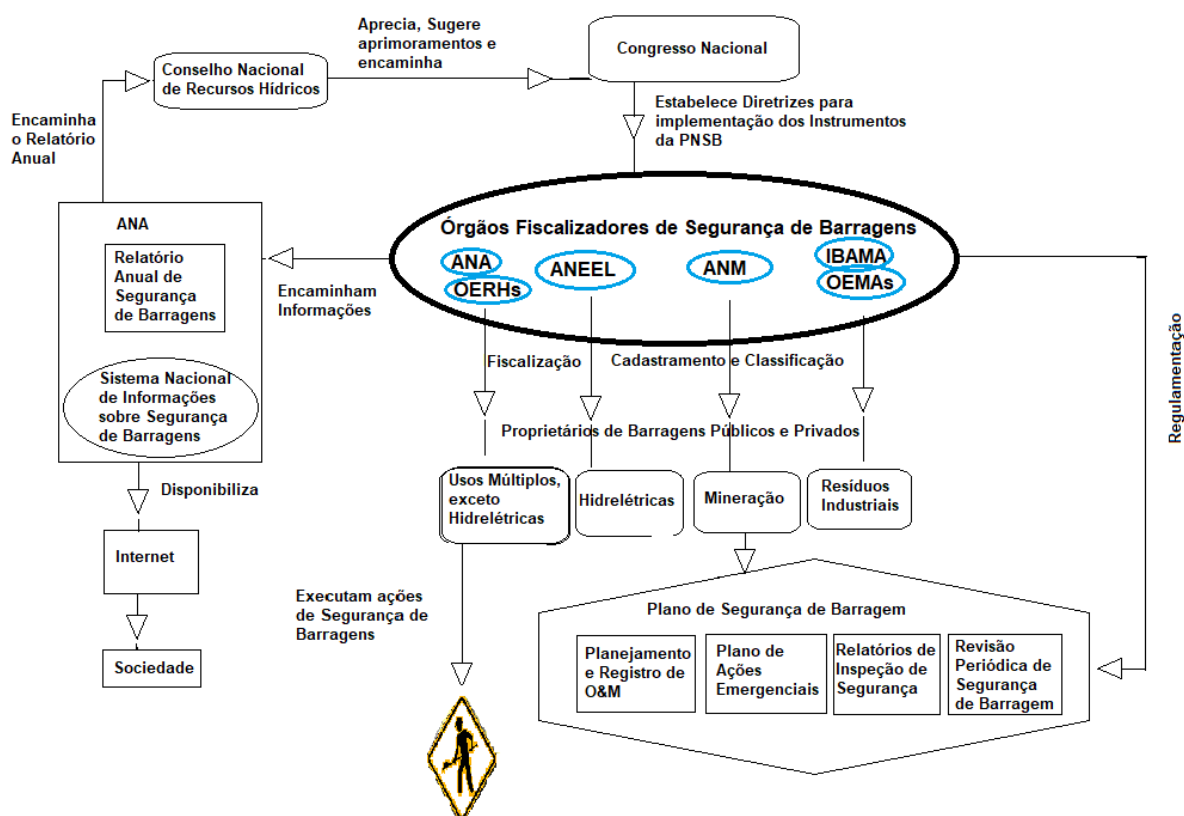 Aprecia, Sugere
aprimoramentos e
encaminha
Congresso Nacional
Conselho Nacional
de Recursos Hídricos
Encaminha
o Relatório
Anual
Estabelece Diretrizes para
implementação dos Instrumentos
da PNSB
ANA
Relatório
Anual de
Segurança
de Barragens
Sistema Nacional
de Informações
sobre Segurança
de Barragens
Encaminham
Informações
Órgãos Fiscalizadores de Segurança de Barragens
ANA
OERHs
ANEEL
ANM
IBAMA
OEMAs
Regulamentação
Fiscalização
Cadastramento e Classificação
Proprietários de Barragens Públicos e Privados
Usos Múltiplos,
exceto
Hidrelétricas
Hidrelétricas
Mineração
Resíduos
Industriais
Disponibiliza
Internet
Sociedade
Executam ações
de Segurança de
Barragens
Plano de Segurança de Barragem
Planejamento
e Registro de
O&M
Plano de
Ações
Emergenciais
Relatórios de
Inspeção de
Segurança
Revisão
Periódica de
Segurança
de Barragem